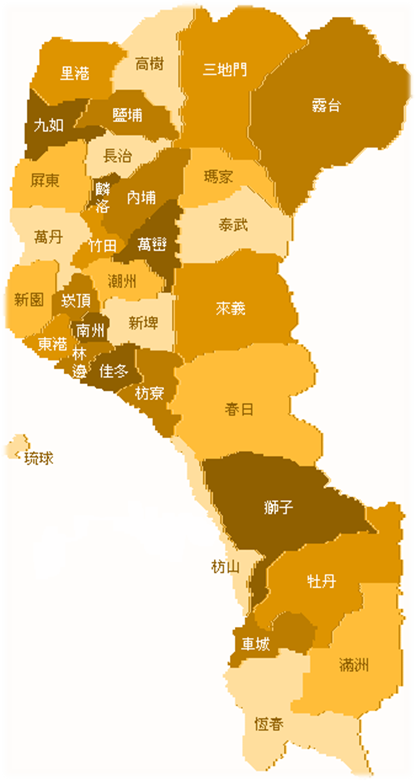 高樹
三地門
里港
霧台
鹽埔
九如
長治
屏東
麟
洛
內埔
瑪家
泰武
萬丹
竹田
萬巒
潮州
新園
崁頂
來義
新埤
南州
東港
林
邊
佳冬
枋寮
春日
琉球
獅子
枋山
牡丹
車城
滿洲
恆春